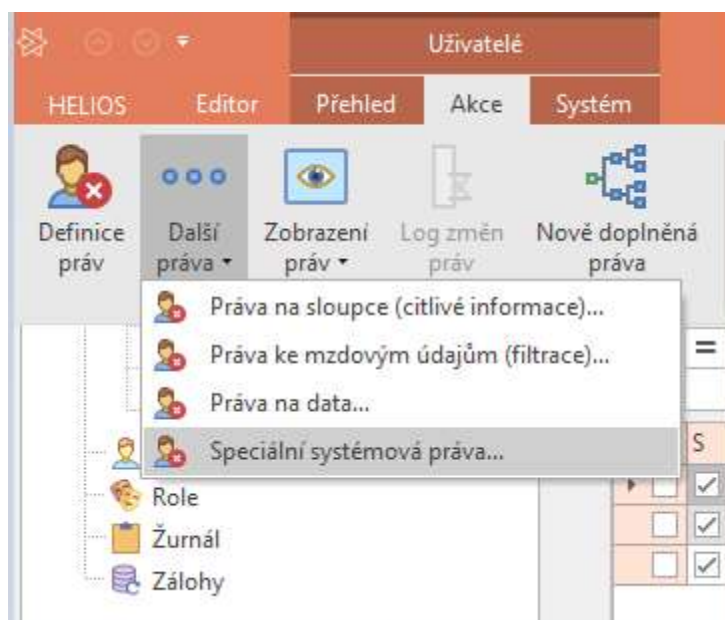 Uživatelé
HELIOS Editor Přehled Akce Systém
Definice práv
Další práva
Zobrazení práv
Log změn práv
Nově doplněná práva
Práva na sloupce (citlivé informace)...
Práva ke mzdovým údajům (filtrace)...
Práva na data...
Speciální systémová práva...
=
S
Role
Žurnál
Zálohy